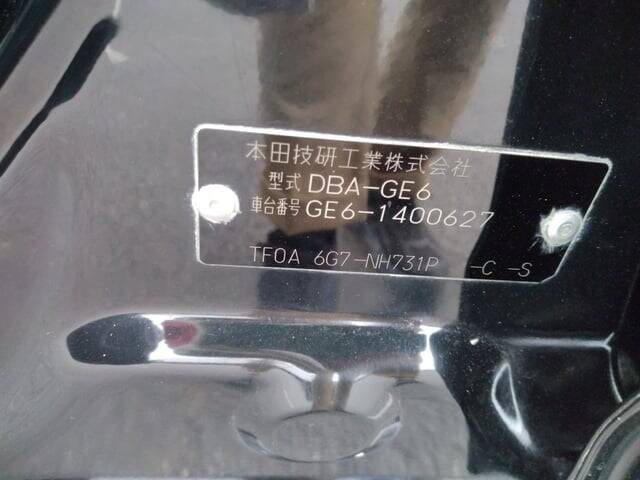 本田技研工業株式会社
型式 DBA-GE6
車台番号 GE6-1400627
TF0A 6G7-NH731P -C -S